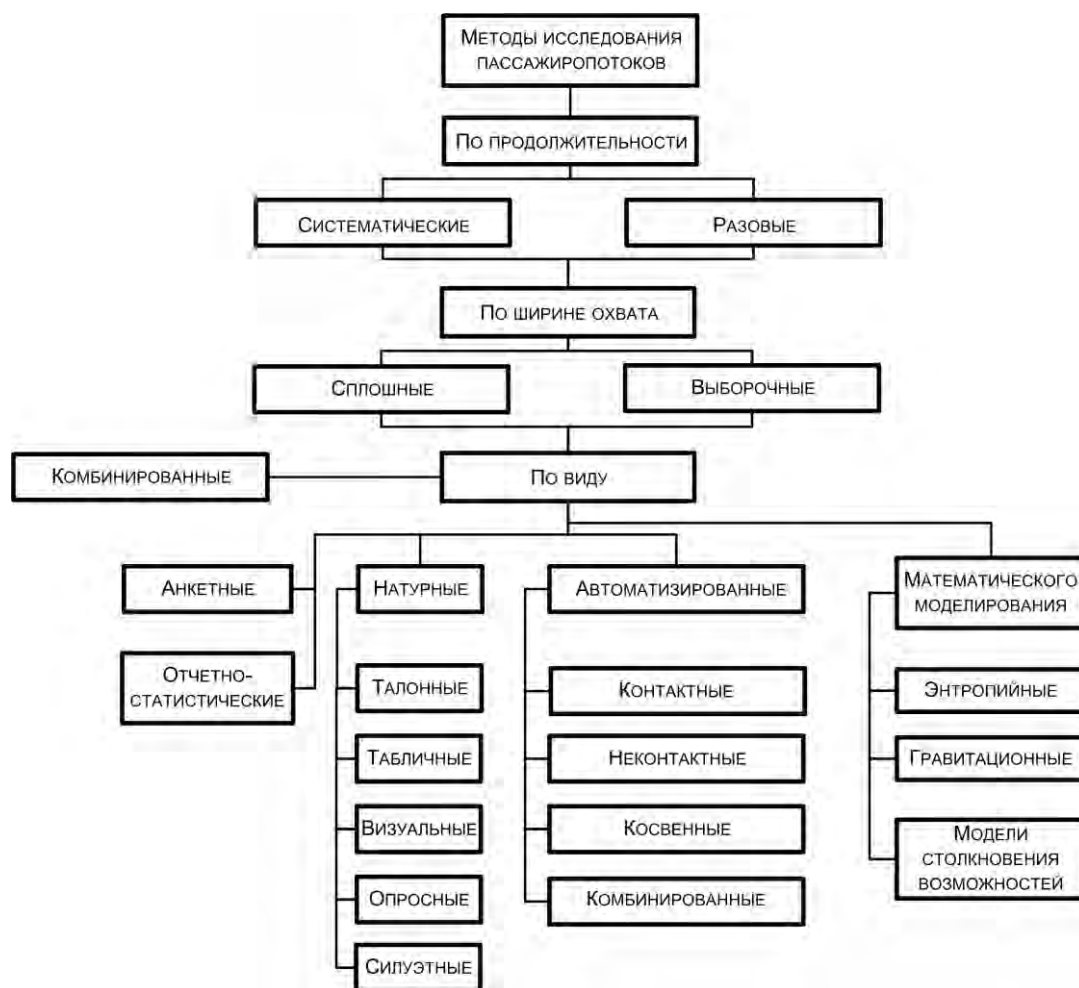 Методы исследования
пассажиропотоков
По продолжительности
Систематические
Разовые
По ширине охвата
Сплошные
Выборочные
Комбинированные
По виду
Анкетные
Отчетно-
статистические
Натурные
Талонные
Табличные
Визуальные
Опросные
Силуэтные
Автоматизированные
Контактные
Неконтактные
Косвенные
Комбинированные
Математического
моделирования
Энтропийные
Гравитационные
Модели
столкновения
возможностей